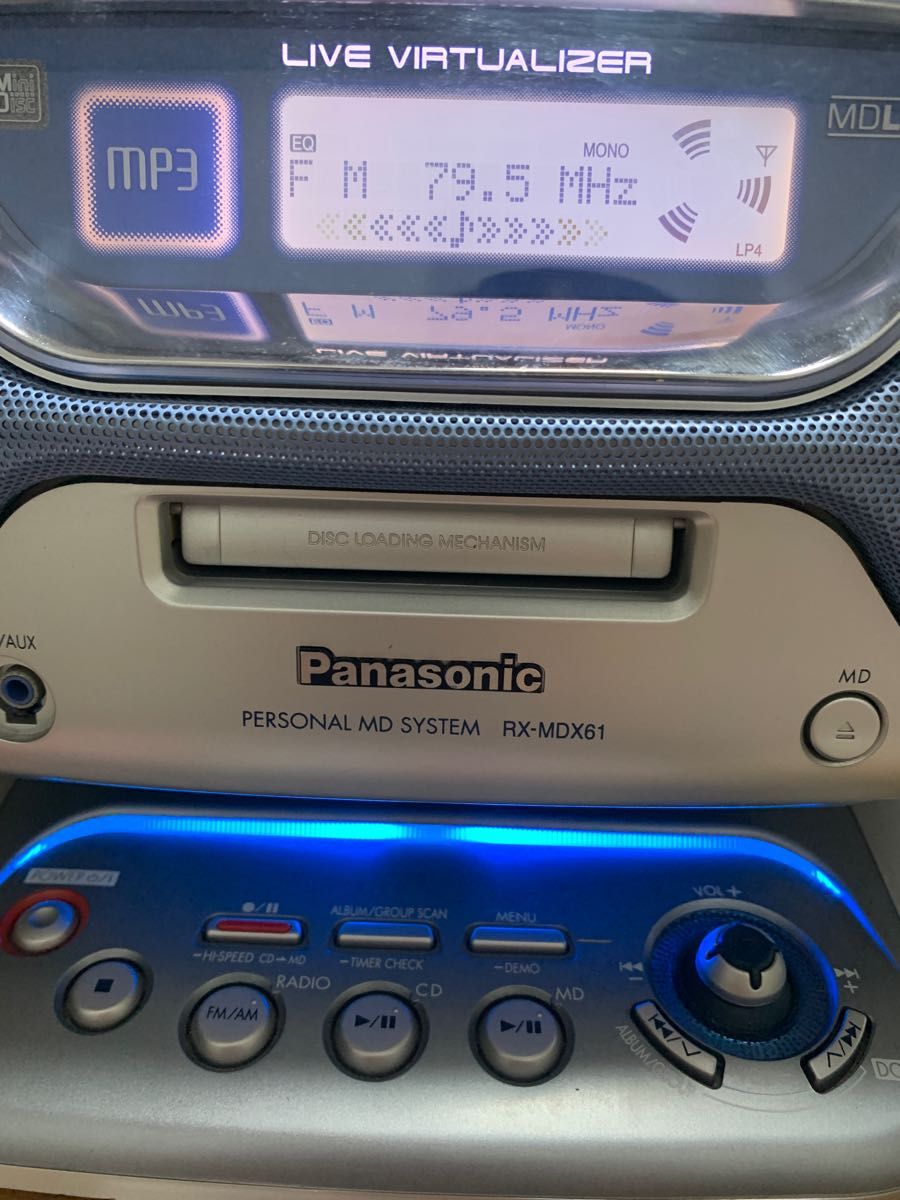 LIVE VIRTUALIZER
Mini
Disc
MP3
EQ
MONO
FM 79.5 MHz
LP4
MDL
DISC LOADING MECHANISM
/AUX
Panasonic
MD
PERSONAL MD SYSTEM RX-MDX61
POWER
ALBUM/GROUP SCAN
MENU
VOL+
–HI-SPEED CD→MD
–TIMER CHECK
–DEMO
RADIO
CD
MD
FM/AM